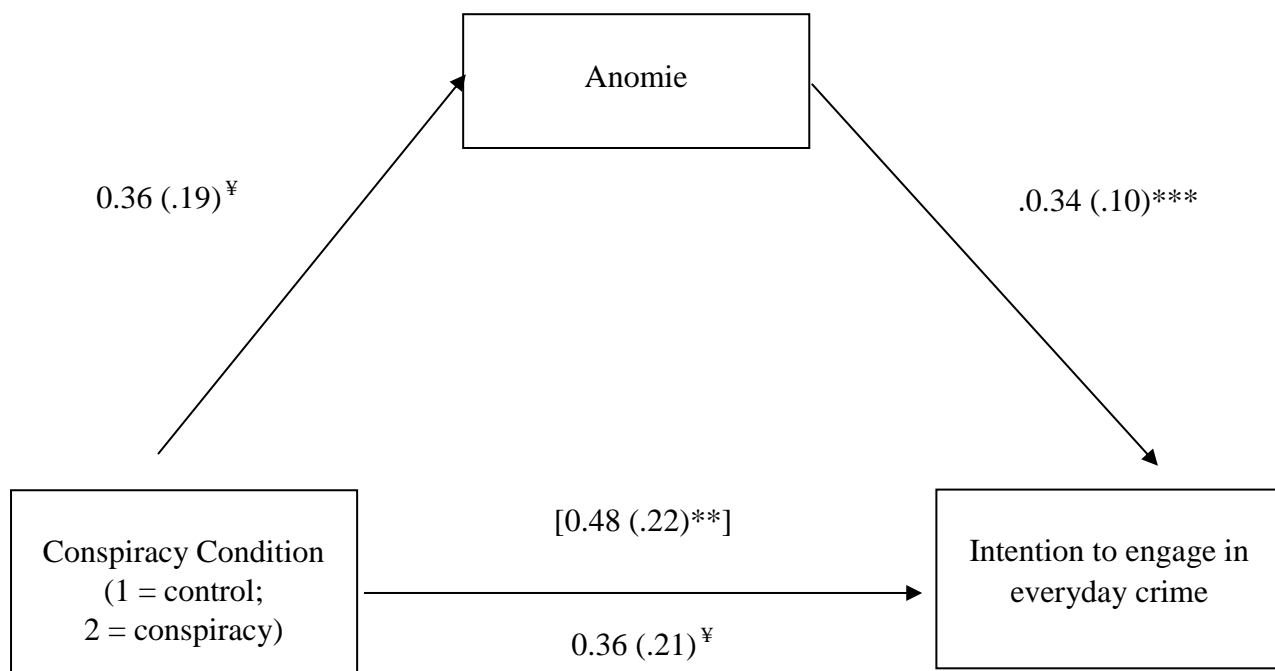 Anomie
0.36 (.19)¥
.0.34 (.10)***
[0.48 (.22)**]
Conspiracy Condition
(1 = control;
2 = conspiracy)
Intention to engage in
everyday crime
0.36 (.21)¥